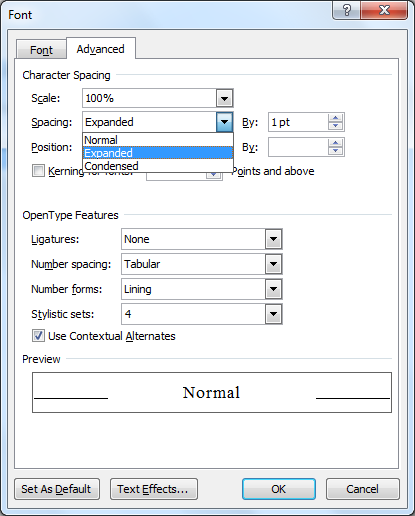 Font
Font Advanced
Character Spacing
Scale: 100%
Spacing: Expanded By: 1 pt
Normal
Position: By:
Expanded
Condensed
Kerning for fonts: Points and above
OpenType Features
Ligatures: None
Number spacing: Tabular
Number forms: Lining
Stylistic sets: 4
Use Contextual Alternates
Preview
Normal
Set As Default Text Effects... OK Cancel